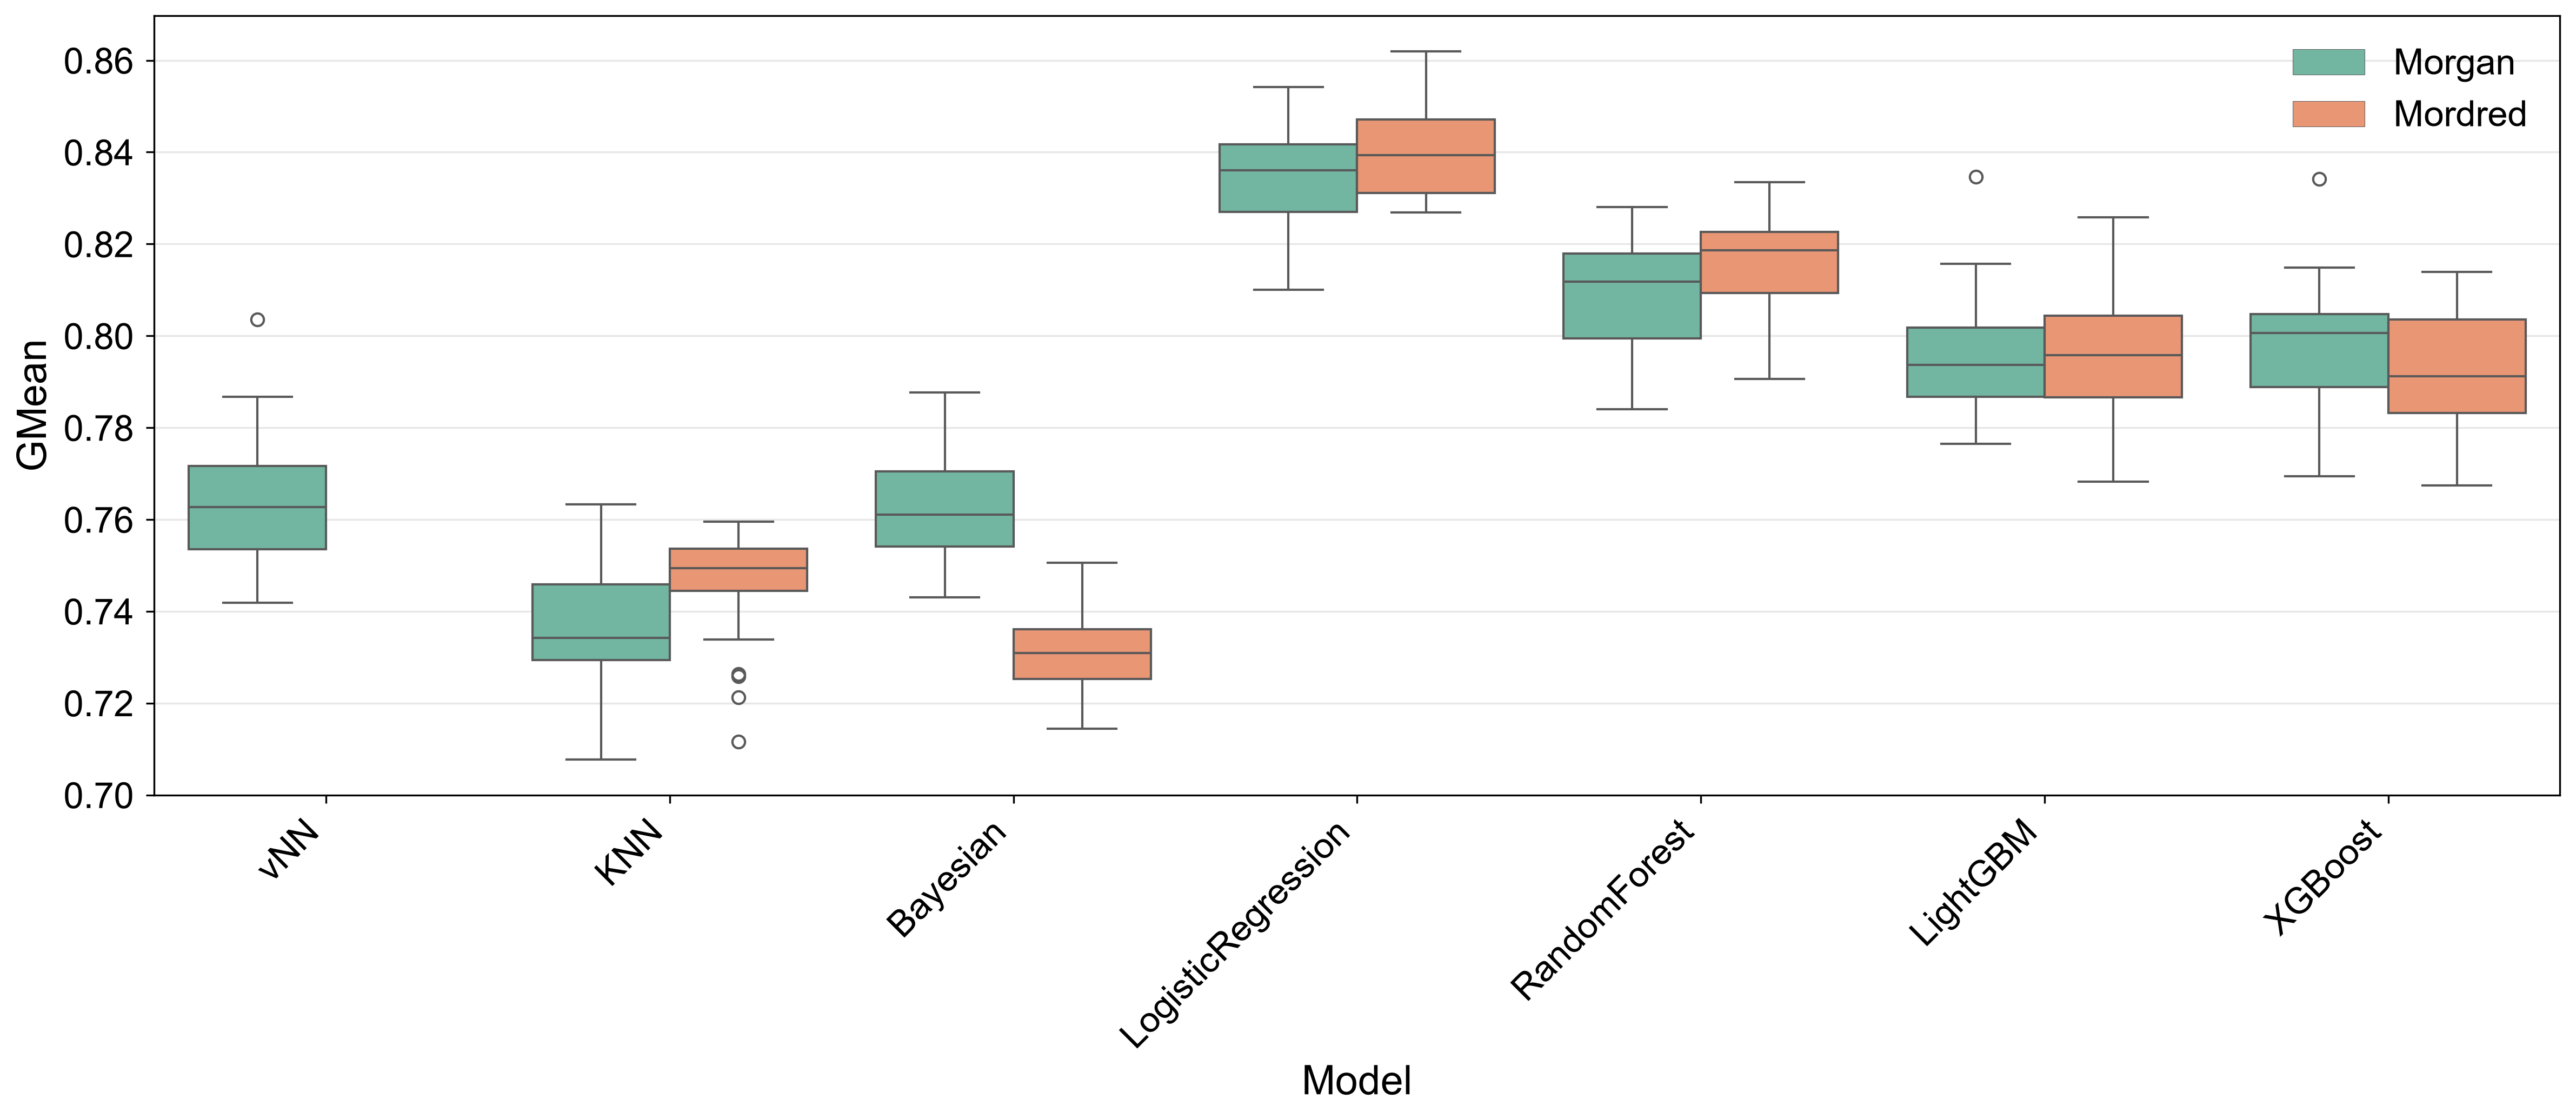 GMean
0.86
0.84
0.82
0.80
0.78
0.76
0.74
0.72
0.70
Morgan
Mordred
vNN
KNN
Bayesian
LogisticRegression
RandomForest
LightGBM
XGBoost
Model